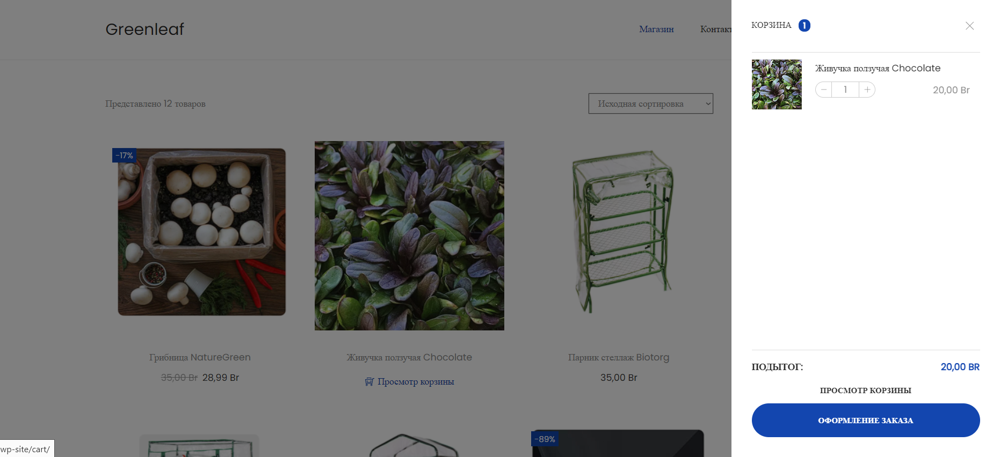 Greenleaf
Магазин
Контакт
Представлено 12 товаров
Исходная сортировка
-17%
Грибница NatureGreen
35,00 Br 28,99 Br
Живучка ползучая Chocolate
Просмотр корзины
Парник стеллаж Biotorg
35,00 Br
-89%
wp-site/cart/
КОРЗИНА 1
Живучка ползучая Chocolate
− 1 +
20,00 Br
ПОДЫТОГ:
20,00 BR
ПРОСМОТР КОРЗИНЫ
ОФОРМЛЕНИЕ ЗАКАЗА